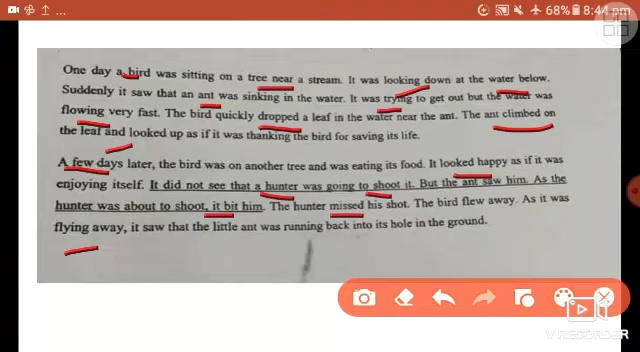 68% 8:44 pm
One day a bird was sitting on a tree near a stream. It was looking down at the water below.
Suddenly it saw that an ant was sinking in the water. It was trying to get out but the water was
flowing very fast. The bird quickly dropped a leaf in the water near the ant. The ant climbed on
the leaf and looked up as if it was thanking the bird for saving its life.
A few days later, the bird was on another tree and was eating its food. It looked happy as if it was
enjoying itself. It did not see that a hunter was going to shoot it. But the ant saw him. As the
hunter was about to shoot, it bit him. The hunter missed his shot. The bird flew away. As it was
flying away, it saw that the little ant was running back into its hole in the ground.
V RECORDER